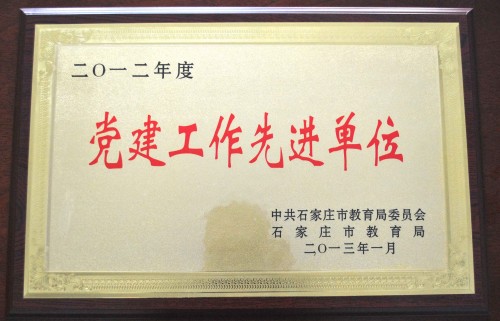 二〇一二年度
党建工作先进单位
中共石家庄市教育局委员会
石家庄市教育局
二〇一三年一月